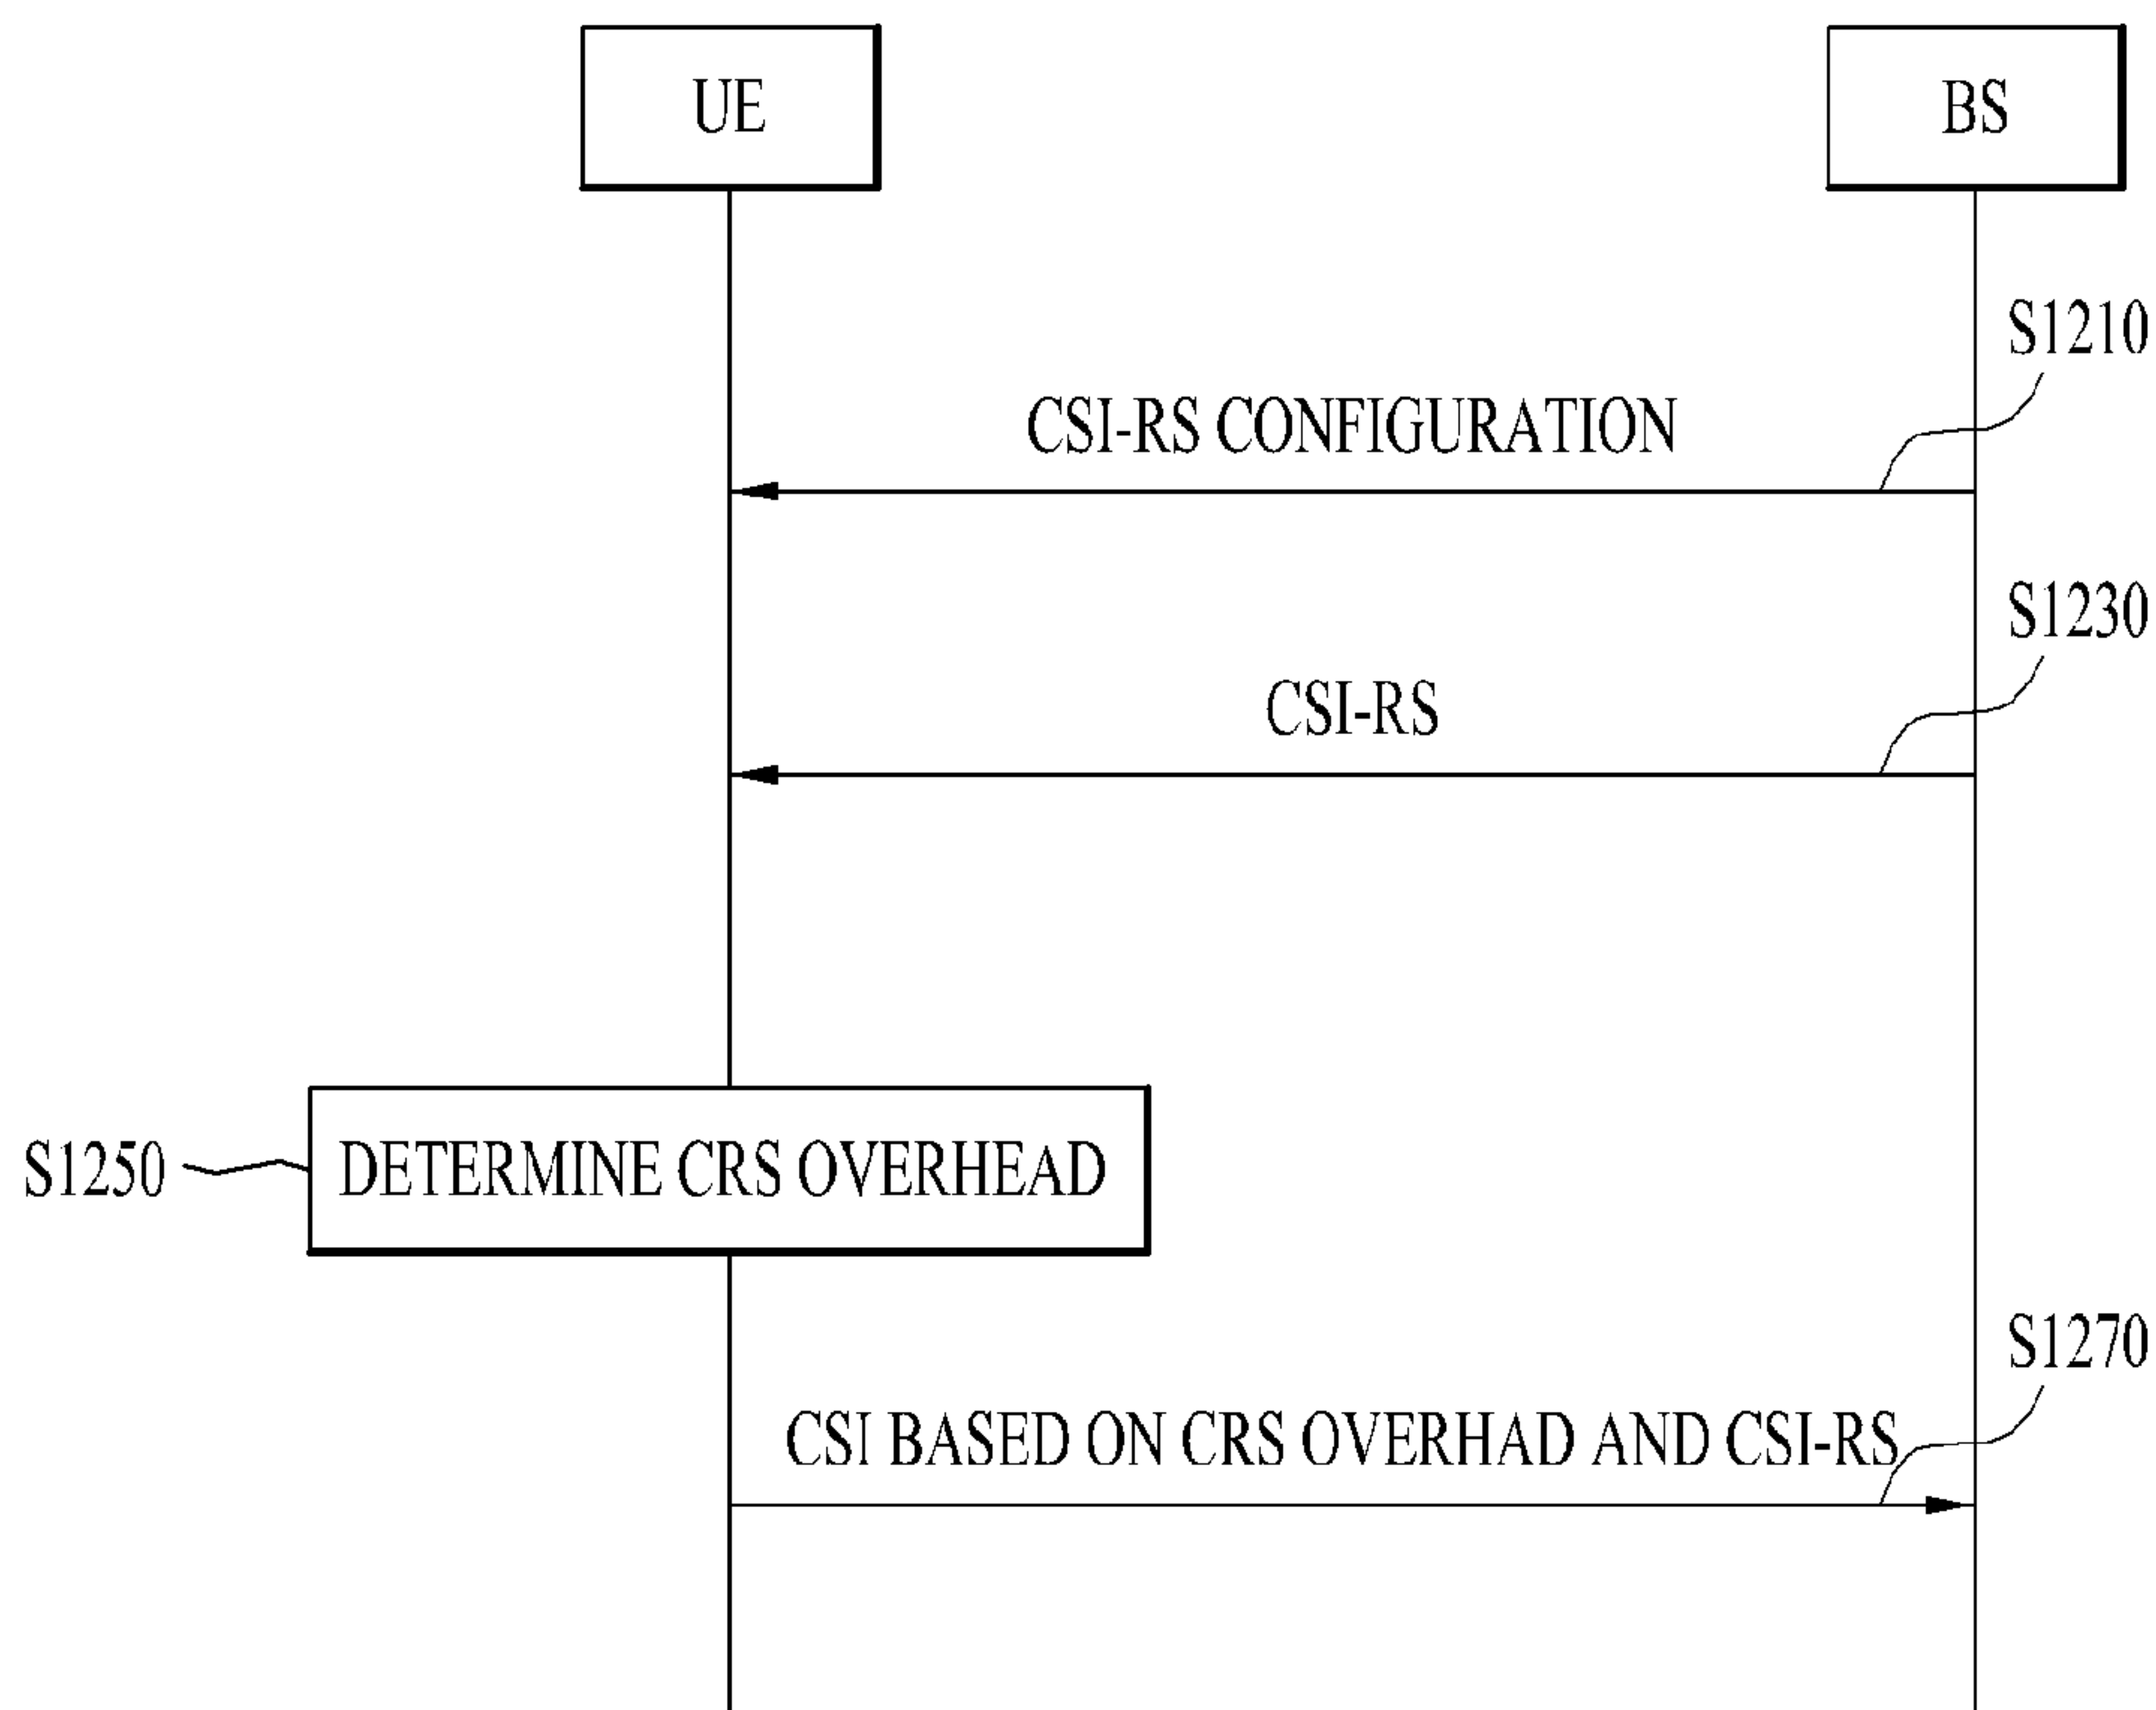 UE
BS
S1210
CSI-RS CONFIGURATION
S1230
CSI-RS
S1250
DETERMINE CRS OVERHEAD
S1270
CSI BASED ON CRS OVERHAD AND CSI-RS